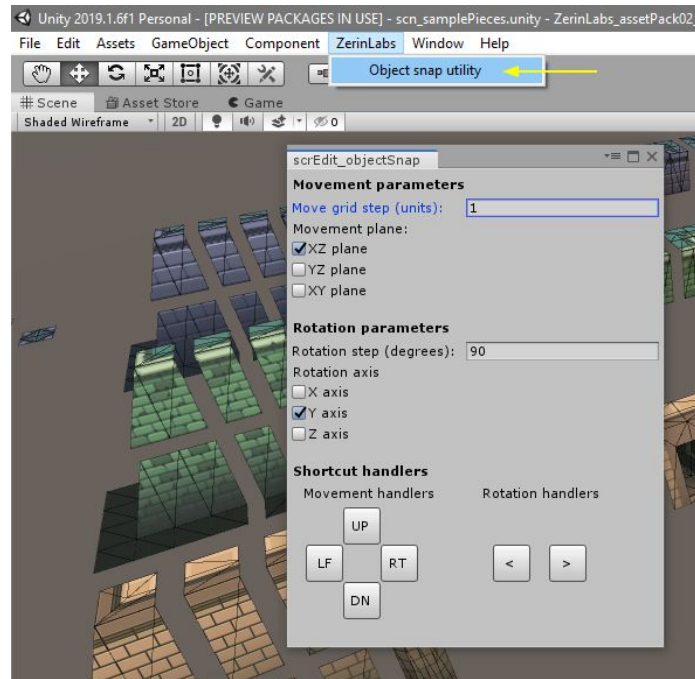 Unity 2019.1.6f1 Personal - [PREVIEW PACKAGES IN USE] - scn_samplePieces.unity - ZerinLabs_assetPack02_
File Edit Assets GameObject Component ZerinLabs Window Help
Object snap utility
Scene Asset Store Game
Shaded Wireframe 2D 0
scrEdit_objectSnap
Movement parameters
Move grid step (units): 1
Movement plane:
XZ plane
YZ plane
XY plane
Rotation parameters
Rotation step (degrees): 90
Rotation axis
X axis
Y axis
Z axis
Shortcut handlers
Movement handlers Rotation handlers
UP
LF RT < >
DN